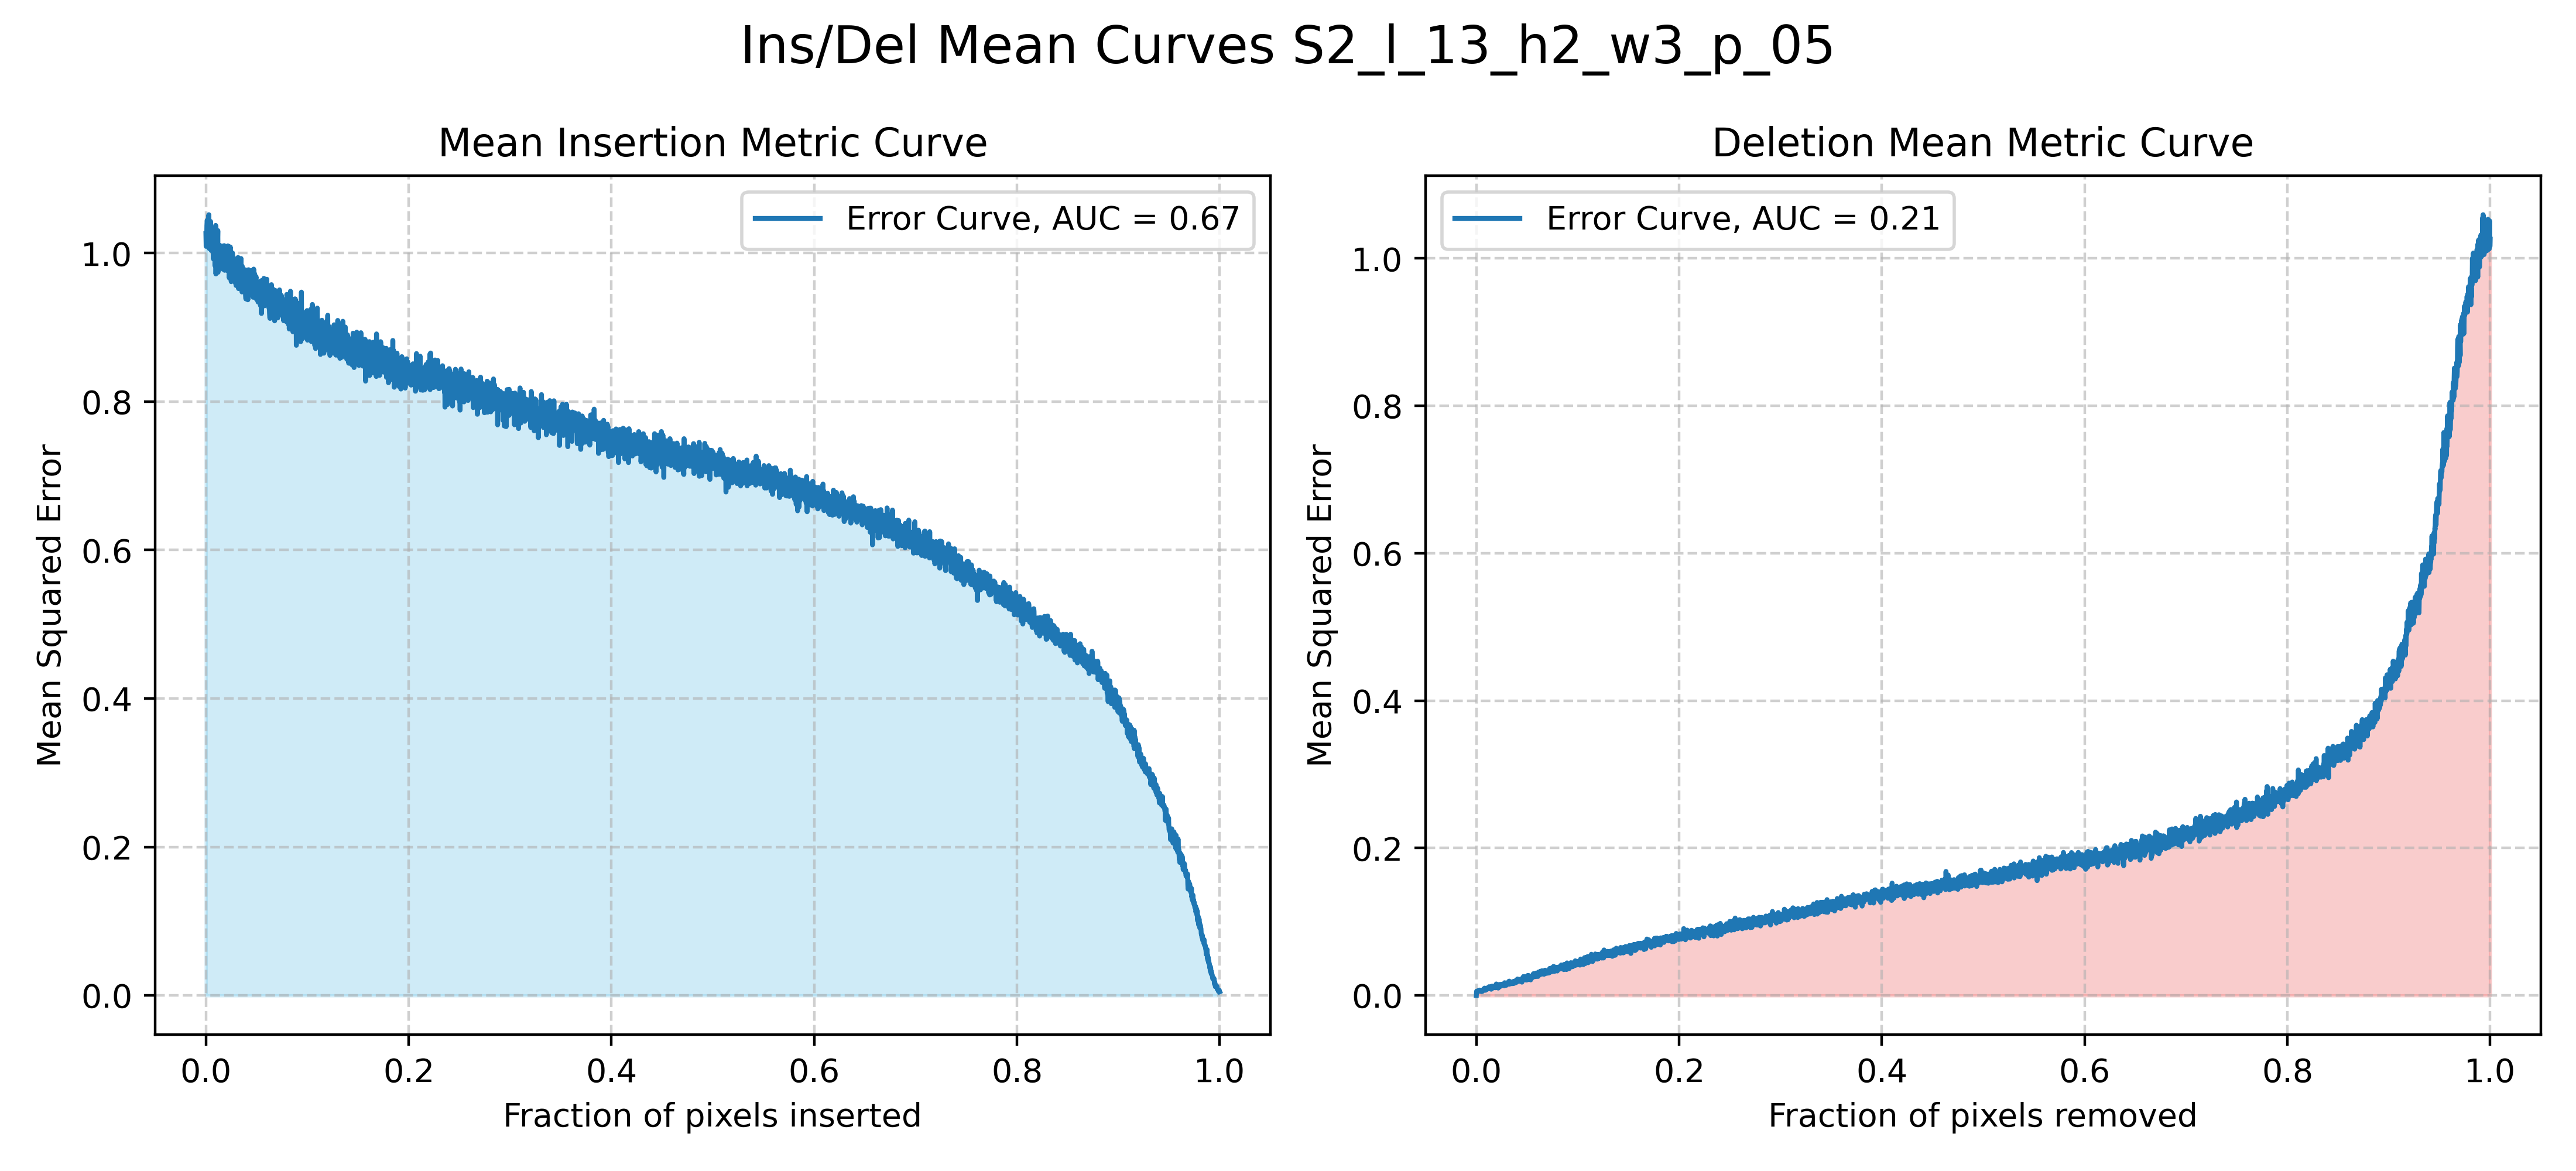 Ins/Del Mean Curves S2_l_13_h2_w3_p_05
Mean Insertion Metric Curve
Error Curve, AUC = 0.67
Mean Squared Error
1.0
0.8
0.6
0.4
0.2
0.0
0.0 0.2 0.4 0.6 0.8 1.0
Fraction of pixels inserted
Deletion Mean Metric Curve
Error Curve, AUC = 0.21
Mean Squared Error
1.0
0.8
0.6
0.4
0.2
0.0
0.0 0.2 0.4 0.6 0.8 1.0
Fraction of pixels removed